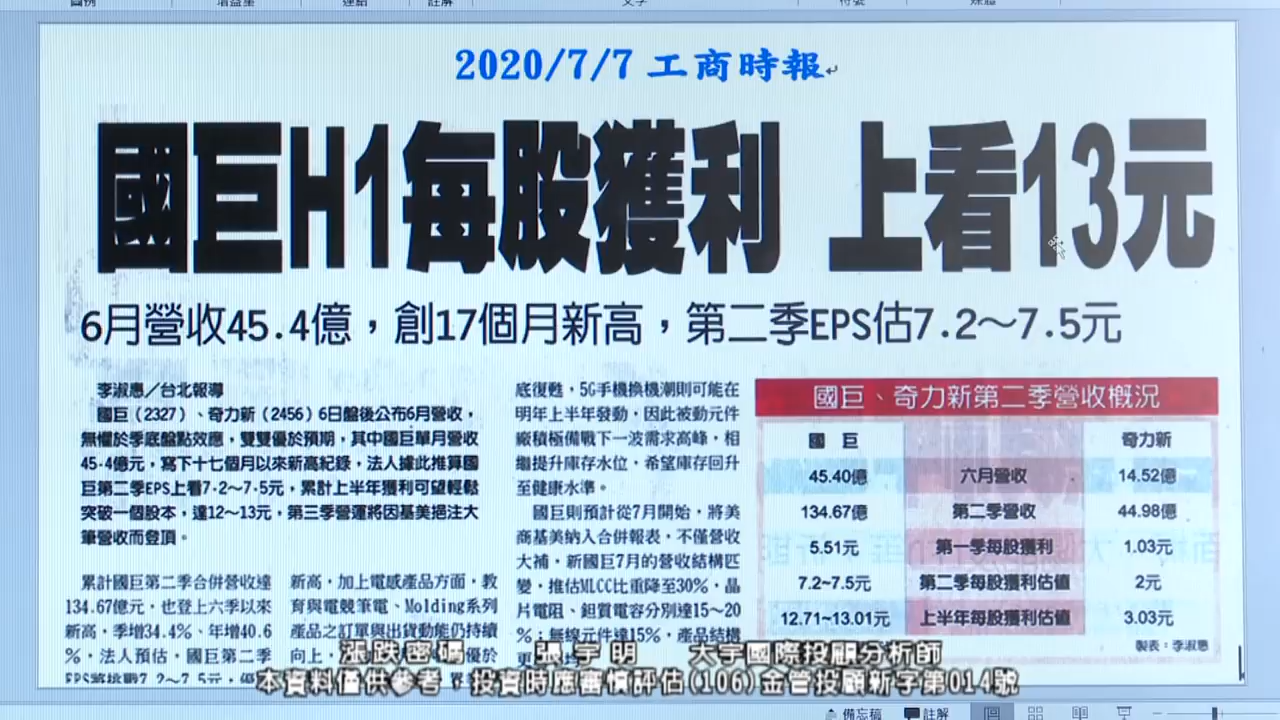 2020/7/7 工商時報
國巨H1每股獲利 上看13元
6月營收45.4億，創17個月新高，第二季EPS估7.2～7.5元
李淑惠／台北報導
國巨（2327）、奇力新（2456）6日盤後公布6月營收，
無懼於季底盤點效應，雙雙優於預期，其中國巨單月營收
45.4億元，寫下十七個月以來新高紀錄，法人據此推算國
巨第二季EPS上看7.2～7.5元，累計上半年獲利可望輕鬆
突破一個股本，達12～13元，第三季營運將因基美挹注大
筆營收而登頂。
累計國巨第二季合併營收達
134.67億元，也登上六季以來
新高，季增34.4%、年增40.6
%，法人預估，國巨第二季
EPS將挑戰7.2～7.5元，
新高，加上電感產品方面，教
育與電競筆電、Molding系列
產品之訂單與出貨動能仍持續
向上，
底復甦，5G手機換機潮則可能在
明年上半年發動，因此被動元件
廠積極備戰下一波需求高峰，相
繼提升庫存水位，希望庫存回升
至健康水準。
國巨則預計從7月開始，將美
商基美納入合併報表，不僅營收
大補，新國巨7月的營收結構匹
變，推估MLCC比重降至30%，晶
片電阻、鉭質電容分別達15～20
%；無線元件達15%，產品結構
國巨、奇力新第二季營收概況
國 巨 奇力新
45.40億 六月營收 14.52億
134.67億 第二季營收 44.98億
5.51元 第一季每股獲利 1.03元
7.2~7.5元 第二季每股獲利估值 2元
12.71~13.01元 上半年每股獲利估值 3.03元
製表：李淑惠
漲跌密碼 張宇明 大宇國際投顧分析師
本資料僅供參考，投資時應審慎評估(106)金管投顧新字第014號
備忘稿 註解